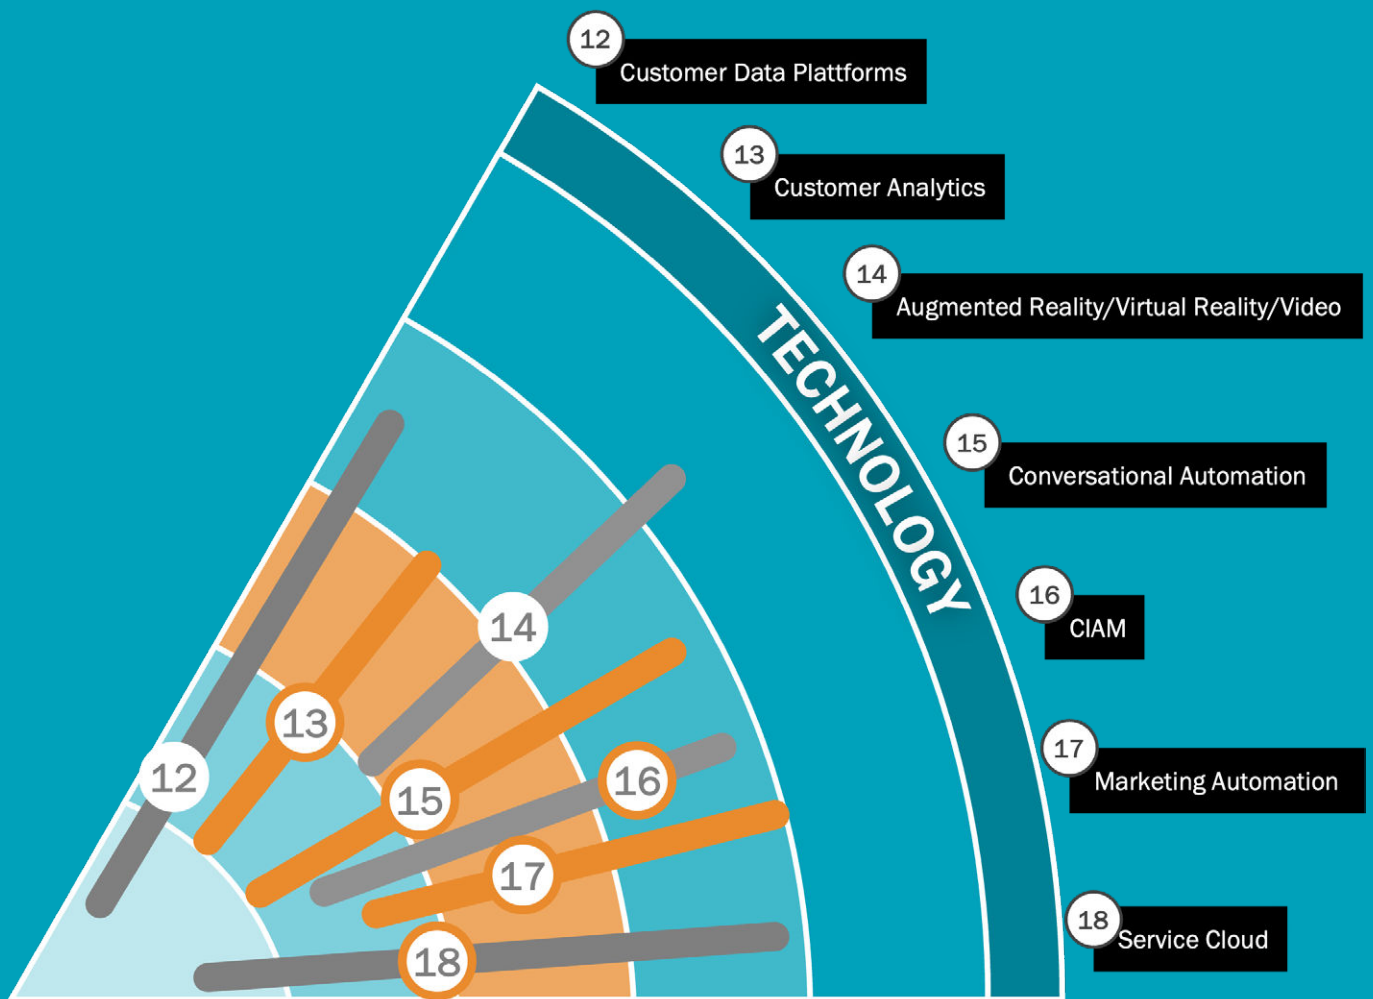 12
Customer Data Plattforms
13
Customer Analytics
14
Augmented Reality/Virtual Reality/Video
TECHNOLOGY
15
Conversational Automation
16
CIAM
17
Marketing Automation
18
Service Cloud
14
13
12
16
15
17
18